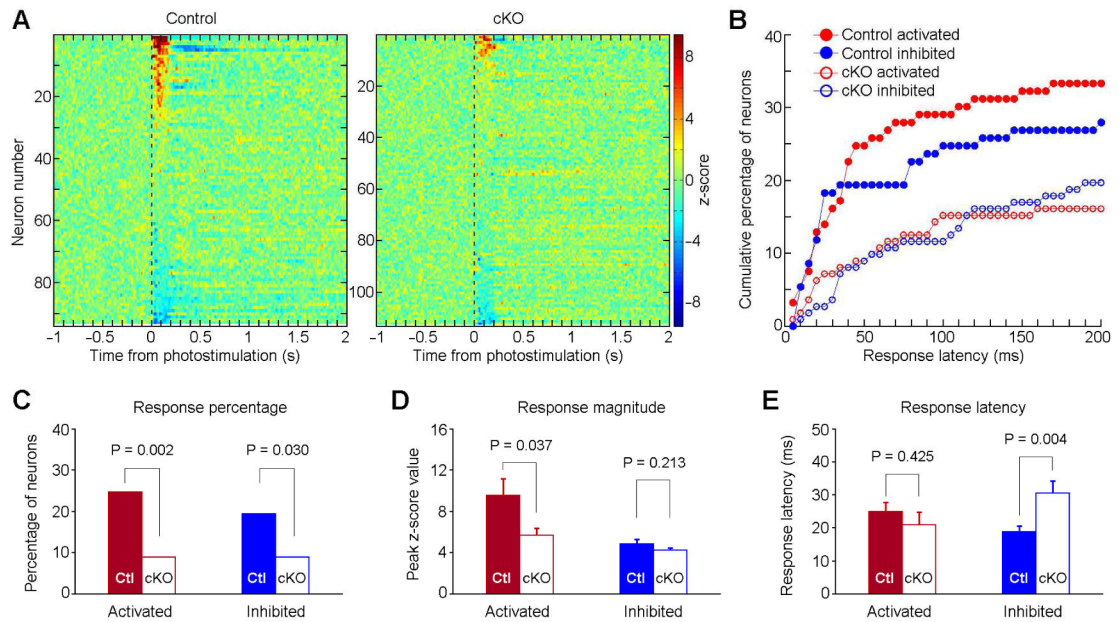 A
Control
cKO
Neuron number
20
40
60
80
20
40
60
80
100
–1 –0.5 0 0.5 1 1.5 2
–1 –0.5 0 0.5 1 1.5 2
Time from photostimulation (s)
Time from photostimulation (s)
8
4
0
–4
–8
z-score
B
Control activated
Control inhibited
cKO activated
cKO inhibited
Cumulative percentage of neurons
40
30
20
10
0
0 50 100 150 200
Response latency (ms)
C
Response percentage
Percentage of neurons
40
30
20
10
0
P = 0.002
P = 0.030
Ctl cKO Ctl cKO
Activated Inhibited
D
Response magnitude
Peak z-score value
16
12
8
4
0
P = 0.037
P = 0.213
Ctl cKO Ctl cKO
Activated Inhibited
E
Response latency
Response latency (ms)
50
40
30
20
10
0
P = 0.425
P = 0.004
Ctl cKO Ctl cKO
Activated Inhibited